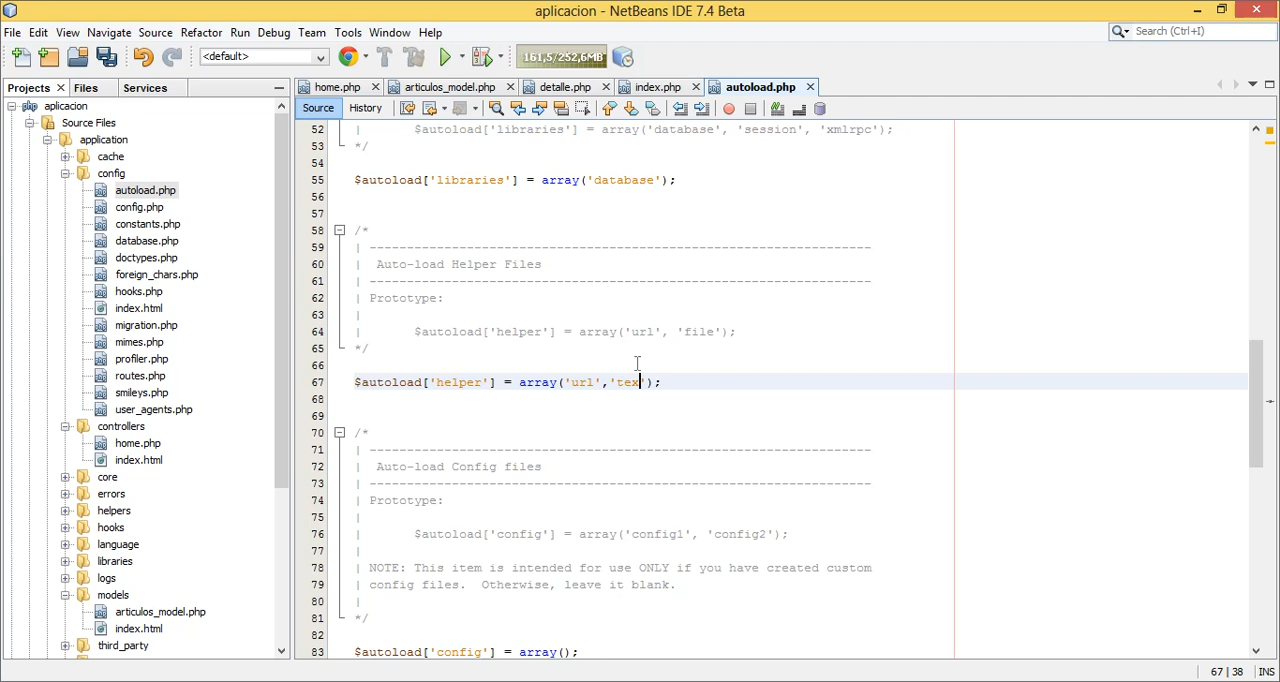 aplicacion - NetBeans IDE 7.4 Beta
File Edit View Navigate Source Refactor Run Debug Team Tools Window Help
Search (Ctrl+I)
<default>
161,5/252,6MB
Projects
Files
Services
home.php
articulos_model.php
detalle.php
index.php
autoload.php
Source
History
aplicacion
Source Files
application
cache
config
autoload.php
config.php
constants.php
database.php
doctypes.php
foreign_chars.php
hooks.php
index.html
migration.php
mimes.php
profiler.php
routes.php
smileys.php
user_agents.php
controllers
home.php
index.html
core
errors
helpers
hooks
language
libraries
logs
models
articulos_model.php
index.html
third_party
52 | $autoload['libraries'] = array('database', 'session', 'xmlrpc');
53 */
54
55 $autoload['libraries'] = array('database');
56
57
58 /*
59 | -------------------------------------------------------------------
60 | Auto-load Helper Files
61 | -------------------------------------------------------------------
62 | Prototype:
63 |
64 | $autoload['helper'] = array('url', 'file');
65 */
66
67 $autoload['helper'] = array('url','tex');
68
69
70 /*
71 | -------------------------------------------------------------------
72 | Auto-load Config files
73 | -------------------------------------------------------------------
74 | Prototype:
75 |
76 | $autoload['config'] = array('config1', 'config2');
77 |
78 | NOTE: This item is intended for use ONLY if you have created custom
79 | config files.  Otherwise, leave it blank.
80 |
81 */
82
83 $autoload['config'] = array();
67 | 38
INS